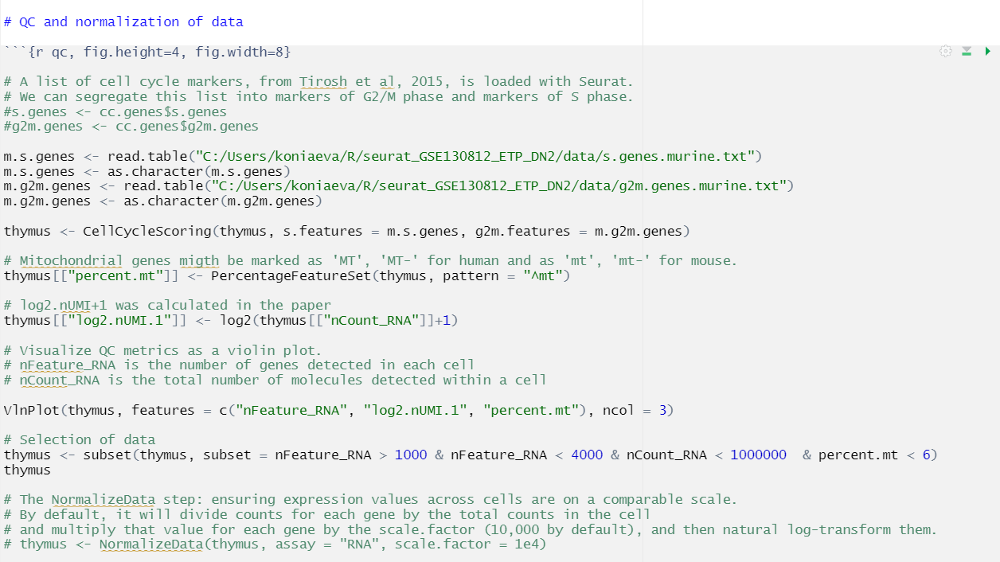 # QC and normalization of data
```{r qc, fig.height=4, fig.width=8}
# A list of cell cycle markers, from Tirosh et al, 2015, is loaded with Seurat.
# We can segregate this list into markers of G2/M phase and markers of S phase.
#s.genes <- cc.genes$s.genes
#g2m.genes <- cc.genes$g2m.genes
m.s.genes <- read.table("C:/Users/koniaeva/R/seurat_GSE130812_ETP_DN2/data/s.genes.murine.txt")
m.s.genes <- as.character(m.s.genes)
m.g2m.genes <- read.table("C:/Users/koniaeva/R/seurat_GSE130812_ETP_DN2/data/g2m.genes.murine.txt")
m.g2m.genes <- as.character(m.g2m.genes)
thymus <- CellCycleScoring(thymus, s.features = m.s.genes, g2m.features = m.g2m.genes)
# Mitochondrial genes migth be marked as 'MT', 'MT-' for human and as 'mt', 'mt-' for mouse.
thymus[["percent.mt"]] <- PercentageFeatureSet(thymus, pattern = "^mt")
# log2.nUMI+1 was calculated in the paper
thymus[["log2.nUMI.1"]] <- log2(thymus[["nCount_RNA"]]+1)
# Visualize QC metrics as a violin plot.
# nFeature_RNA is the number of genes detected in each cell
# nCount_RNA is the total number of molecules detected within a cell
VlnPlot(thymus, features = c("nFeature_RNA", "log2.nUMI.1", "percent.mt"), ncol = 3)
# Selection of data
thymus <- subset(thymus, subset = nFeature_RNA > 1000 & nFeature_RNA < 4000 & nCount_RNA < 1000000  & percent.mt < 6)
thymus
# The NormalizeData step: ensuring expression values across cells are on a comparable scale.
# By default, it will divide counts for each gene by the total counts in the cell
# and multiply that value for each gene by the scale.factor (10,000 by default), and then natural log-transform them.
# thymus <- NormalizeData(thymus, assay = "RNA", scale.factor = 1e4)